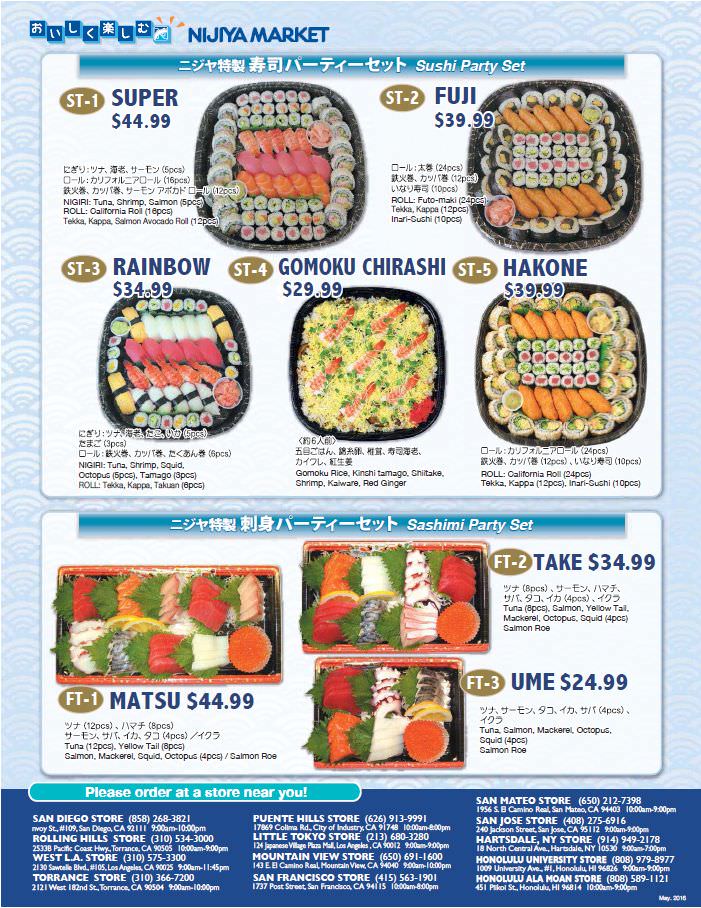 おいしく楽しむ NIJIYA MARKET
ニジヤ特製 寿司パーティーセット Sushi Party Set
ST-1 SUPER
$44.99
にぎり：ツナ、海老、サーモン (5pcs)
ロール：カリフォルニアロール (16pcs)
鉄火巻、カッパ巻、サーモン アボカド ロール (12pcs)
NIGIRI: Tuna, Shrimp, Salmon (5pcs)
ROLL: California Roll (16pcs)
Tekka, Kappa, Salmon Avocado Roll (12pcs)
ST-2 FUJI
$39.99
ロール：太巻 (24pcs)
鉄火巻、カッパ巻 (12pcs)
いなり寿司 (10pcs)
ROLL: Futo-maki (24pcs)
Tekka, Kappa (12pcs)
Inari-Sushi (10pcs)
ST-3 RAINBOW
$34.99
にぎり：ツナ、海老、たこ、いか (5pcs)
たまご (3pcs)
ロール：鉄火巻、カッパ巻、たくあん巻 (6pcs)
NIGIRI: Tuna, Shrimp, Squid,
Octopus (5pcs), Tamago (3pcs)
ROLL: Tekka, Kappa, Takuan (6pcs)
ST-4 GOMOKU CHIRASHI
$29.99
〈約6人前〉
五目ごはん、錦糸卵、椎茸、寿司海老、
カイワレ、紅生姜
Gomoku Rice, Kinshi tamago, Shiitake,
Shrimp, Kaiware, Red Ginger
ST-5 HAKONE
$39.99
ロール：カリフォルニアロール (24pcs)
鉄火巻、カッパ巻 (12pcs) 、いなり寿司 (10pcs)
ROLL: California Roll (24pcs)
Tekka, Kappa (12pcs), Inari-Sushi (10pcs)
ニジヤ特製 刺身パーティーセット Sashimi Party Set
FT-1 MATSU $44.99
ツナ (12pcs) 、ハマチ (8pcs)
サーモン、サバ、イカ、タコ (4pcs) ／イクラ
Tuna (12pcs), Yellow Tail (8pcs)
Salmon, Mackerel, Squid, Octopus (4pcs) / Salmon Roe
FT-2 TAKE $34.99
ツナ (8pcs) 、サーモン、ハマチ、
サバ、タコ、イカ (4pcs) 、イクラ
Tuna (8pcs), Salmon, Yellow Tail,
Mackerel, Octopus, Squid (4pcs)
Salmon Roe
FT-3 UME $24.99
ツナ、サーモン、タコ、イカ、サバ (4pcs) 、
イクラ
Tuna, Salmon, Mackerel, Octopus,
Squid (4pcs)
Salmon Roe
Please order at a store near you!
SAN DIEGO STORE (858) 268-3821
nvoy St., #109, San Diego, CA 92111 9:00am-10:00pm
ROLLING HILLS STORE (310) 534-3000
2533B Pacific Coast Hwy., Torrance, CA 90505 10:00am-9:00pm
WEST L.A. STORE (310) 575-3300
2130 Sawtelle Blvd., #105, Los Angeles, CA 90025 9:00am-11:45pm
TORRANCE STORE (310) 366-7200
2121 West 182nd St., Torrance, CA 90504 9:00am-10:00pm
PUENTE HILLS STORE (626) 913-9991
17869 Colima Rd., City of Industry, CA 91748 10:00am-8:00pm
LITTLE TOKYO STORE (213) 680-3280
124 Japanese Village Plaza Mall, Los Angeles, CA 90012 9:00am-9:00pm
MOUNTAIN VIEW STORE (650) 691-1600
143 E. El Camino Real, Mountain View, CA 94040 9:00am-10:00pm
SAN FRANCISCO STORE (415) 563-1901
1737 Post Street, San Francisco, CA 94115 10:00am-8:00pm
SAN MATEO STORE (650) 212-7398
1956 S. El Camino Real, San Mateo, CA 94403 10:00am-9:00pm
SAN JOSE STORE (408) 275-6916
240 Jackson Street, San Jose, CA 95112 9:00am-9:00pm
HARTSDALE, NY STORE (914) 949-2178
18 North Central Ave., Hartsdale, NY 10530 9:00am-7:00pm
HONOLULU UNIVERSITY STORE (808) 979-8977
1009 University Ave., #1, Honolulu, HI 96826 9:00am-9:00pm
HONOLULU ALA MOAN STORE (808) 589-1121
451 Piikoi St., Honolulu, HI 96814 10:00am-9:00pm
May. 2016